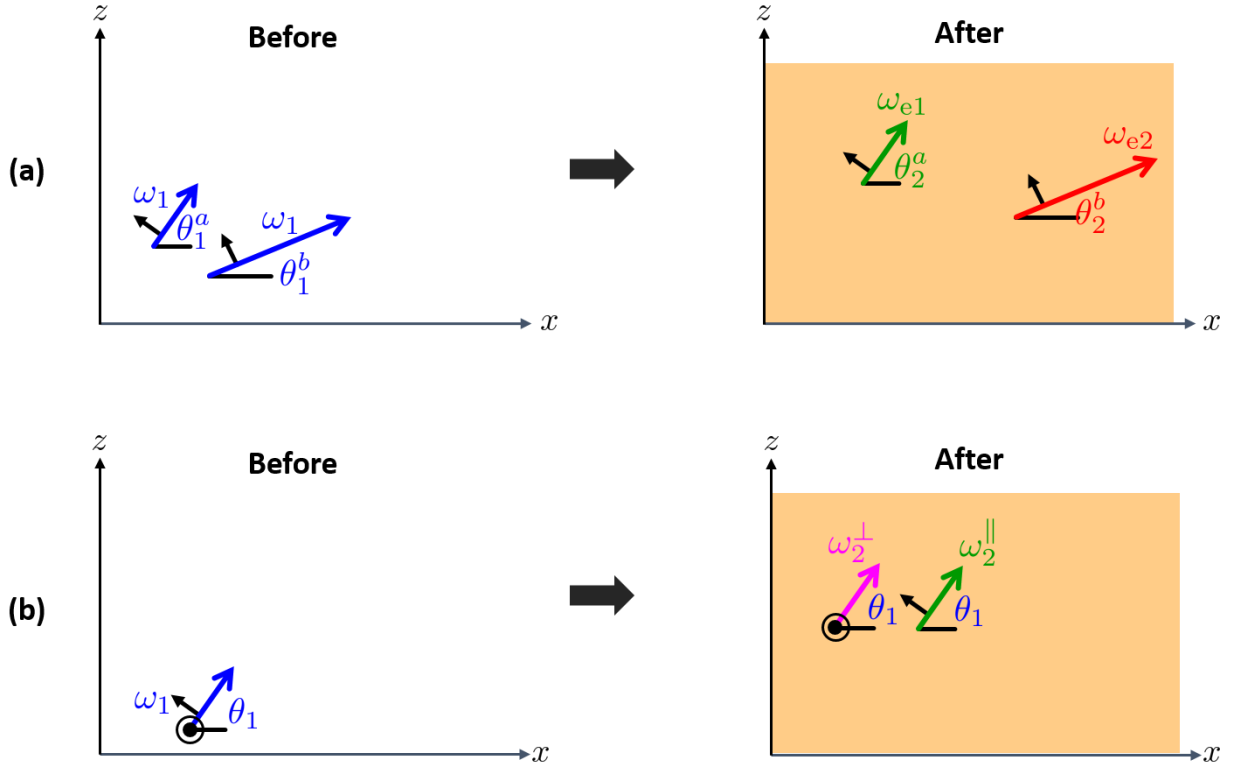 z
Before
z
After
(a)
ω₁
θ₁ᵃ
ω₁
θ₁ᵇ
x
ωₑ₁
θ₂ᵃ
ωₑ₂
θ₂ᵇ
x
z
Before
z
After
(b)
ω₁
θ₁
x
ω₂^⊥
θ₁
ω₂^∥
θ₁
x